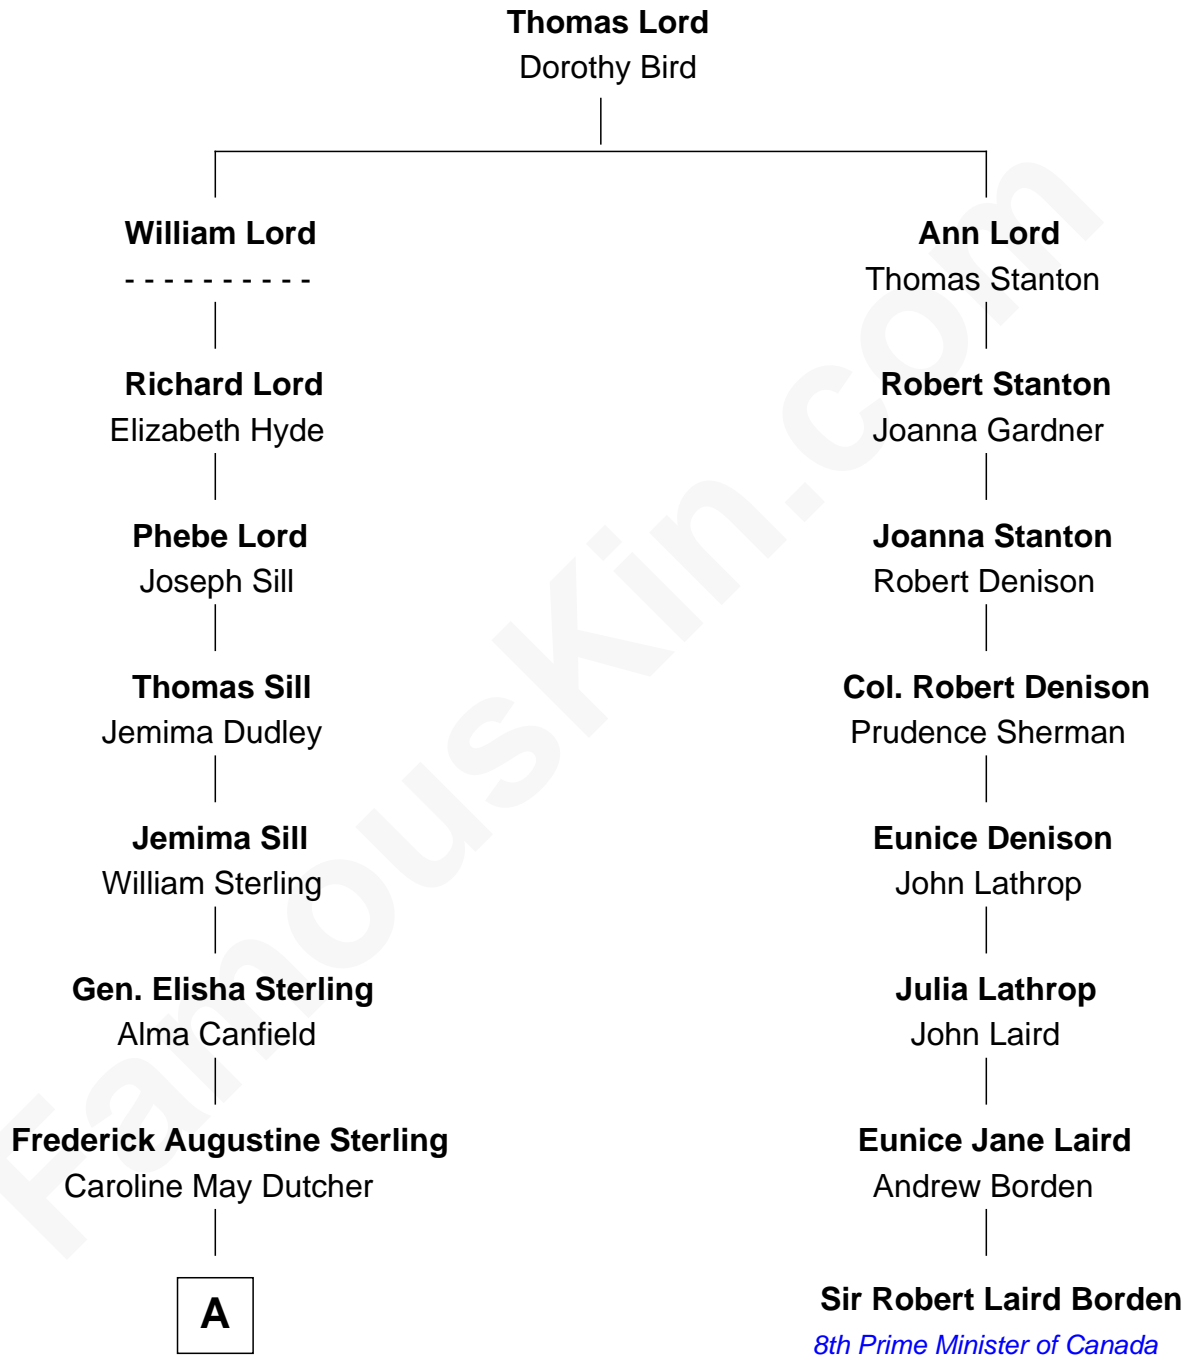 Thomas Lord
Dorothy Bird
William Lord
- - - - - - - - - -
Richard Lord
Elizabeth Hyde
Phebe Lord
Joseph Sill
Thomas Sill
Jemima Dudley
Jemima Sill
William Sterling
Gen. Elisha Sterling
Alma Canfield
Frederick Augustine Sterling
Caroline May Dutcher
A
Ann Lord
Thomas Stanton
Robert Stanton
Joanna Gardner
Joanna Stanton
Robert Denison
Col. Robert Denison
Prudence Sherman
Eunice Denison
John Lathrop
Julia Lathrop
John Laird
Eunice Jane Laird
Andrew Borden
Sir Robert Laird Borden
8th Prime Minister of Canada
FamousKin.com